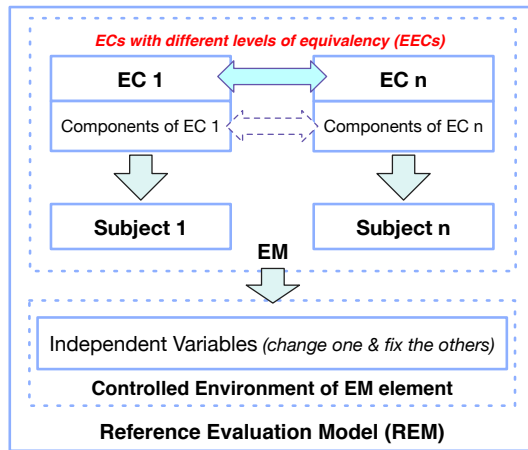 ECs with different levels of equivalency (EECs)
EC 1
EC n
Components of EC 1
Components of EC n
Subject 1
Subject n
EM
Independent Variables (change one & fix the others)
Controlled Environment of EM element
Reference Evaluation Model (REM)